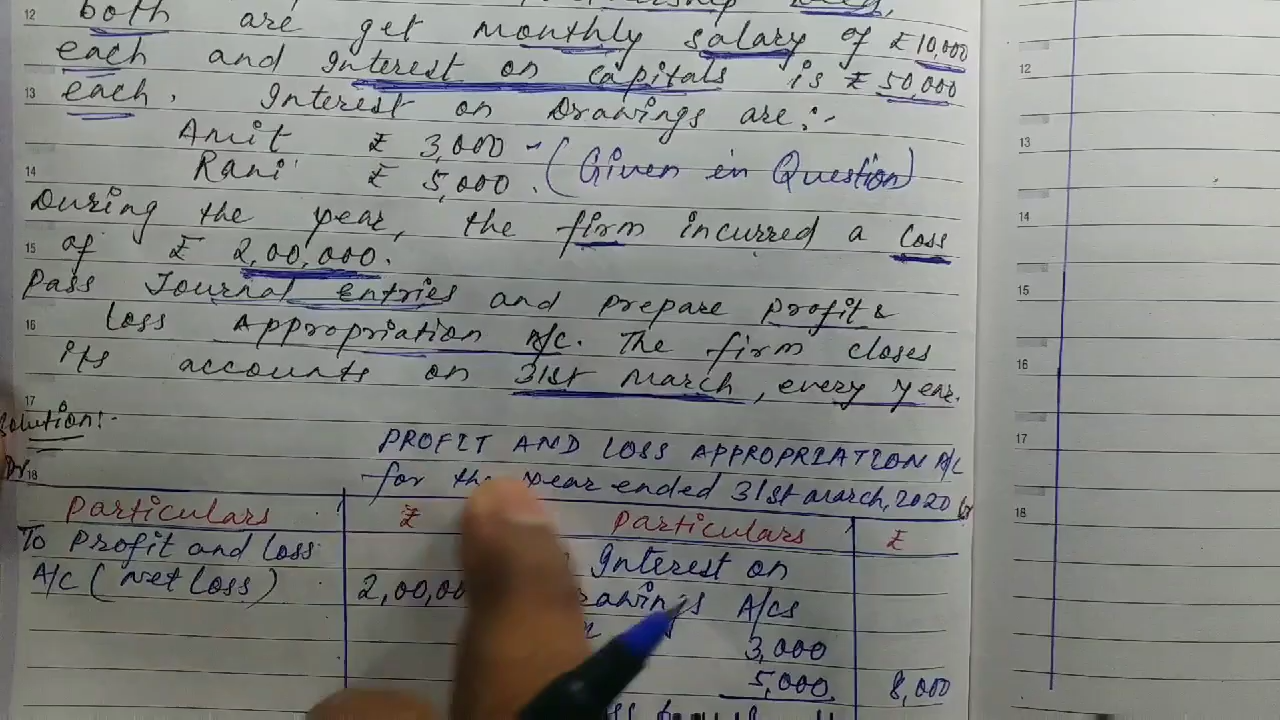 Deed,
both are get monthly salary of ₹ 10,000
each and Interest on capitals is ₹ 50,000
each. Interest on Drawings are:-
Amit ₹ 3,000 - (Given in Question)
Rani ₹ 5,000.
During the year, the firm incurred a Loss
of ₹ 2,00,000.
Pass Journal entries and prepare Profit &
Loss Appropriation A/c. The firm closes
its accounts on 31st March, every year.
Solution:-
PROFIT AND LOSS APPROPRIATION A/C
Dr for the year ended 31st March, 2020 Cr
Particulars ₹ Particulars ₹
To Profit and Loss Interest on
A/C (Net Loss) 2,00,00 A/cs
3,000
5,000 8,000
12
12
13
13
14
14
15
15
16
16
17
17
18
18